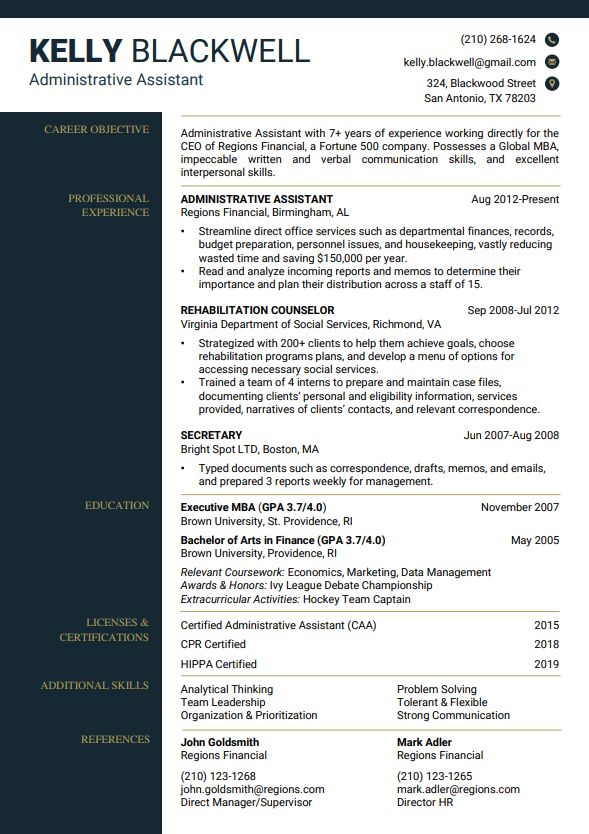 KELLY BLACKWELL
Administrative Assistant
(210) 268-1624
kelly.blackwell@gmail.com
324, Blackwood Street
San Antonio, TX 78203
CAREER OBJECTIVE
Administrative Assistant with 7+ years of experience working directly for the
CEO of Regions Financial, a Fortune 500 company. Possesses a Global MBA,
impeccable written and verbal communication skills, and excellent
interpersonal skills.
PROFESSIONAL
EXPERIENCE
ADMINISTRATIVE ASSISTANT Aug 2012-Present
Regions Financial, Birmingham, AL
• Streamline direct office services such as departmental finances, records,
budget preparation, personnel issues, and housekeeping, vastly reducing
wasted time and saving $150,000 per year.
• Read and analyze incoming reports and memos to determine their
importance and plan their distribution across a staff of 15.
REHABILITATION COUNSELOR Sep 2008-Jul 2012
Virginia Department of Social Services, Richmond, VA
• Strategized with 200+ clients to help them achieve goals, choose
rehabilitation programs plans, and develop a menu of options for
accessing necessary social services.
• Trained a team of 4 interns to prepare and maintain case files,
documenting clients' personal and eligibility information, services
provided, narratives of clients' contacts, and relevant correspondence.
SECRETARY Jun 2007-Aug 2008
Bright Spot LTD, Boston, MA
• Typed documents such as correspondence, drafts, memos, and emails,
and prepared 3 reports weekly for management.
EDUCATION
Executive MBA (GPA 3.7/4.0) November 2007
Brown University, St. Providence, RI
Bachelor of Arts in Finance (GPA 3.7/4.0) May 2005
Brown University, Providence, RI
Relevant Coursework: Economics, Marketing, Data Management
Awards & Honors: Ivy League Debate Championship
Extracurricular Activities: Hockey Team Captain
LICENSES &
CERTIFICATIONS
Certified Administrative Assistant (CAA) 2015
CPR Certified 2018
HIPPA Certified 2019
ADDITIONAL SKILLS
Analytical Thinking Problem Solving
Team Leadership Tolerant & Flexible
Organization & Prioritization Strong Communication
REFERENCES
John Goldsmith Mark Adler
Regions Financial Regions Financial
(210) 123-1268 (210) 123-1265
john.goldsmith@regions.com mark.adler@regions.com
Direct Manager/Supervisor Director HR